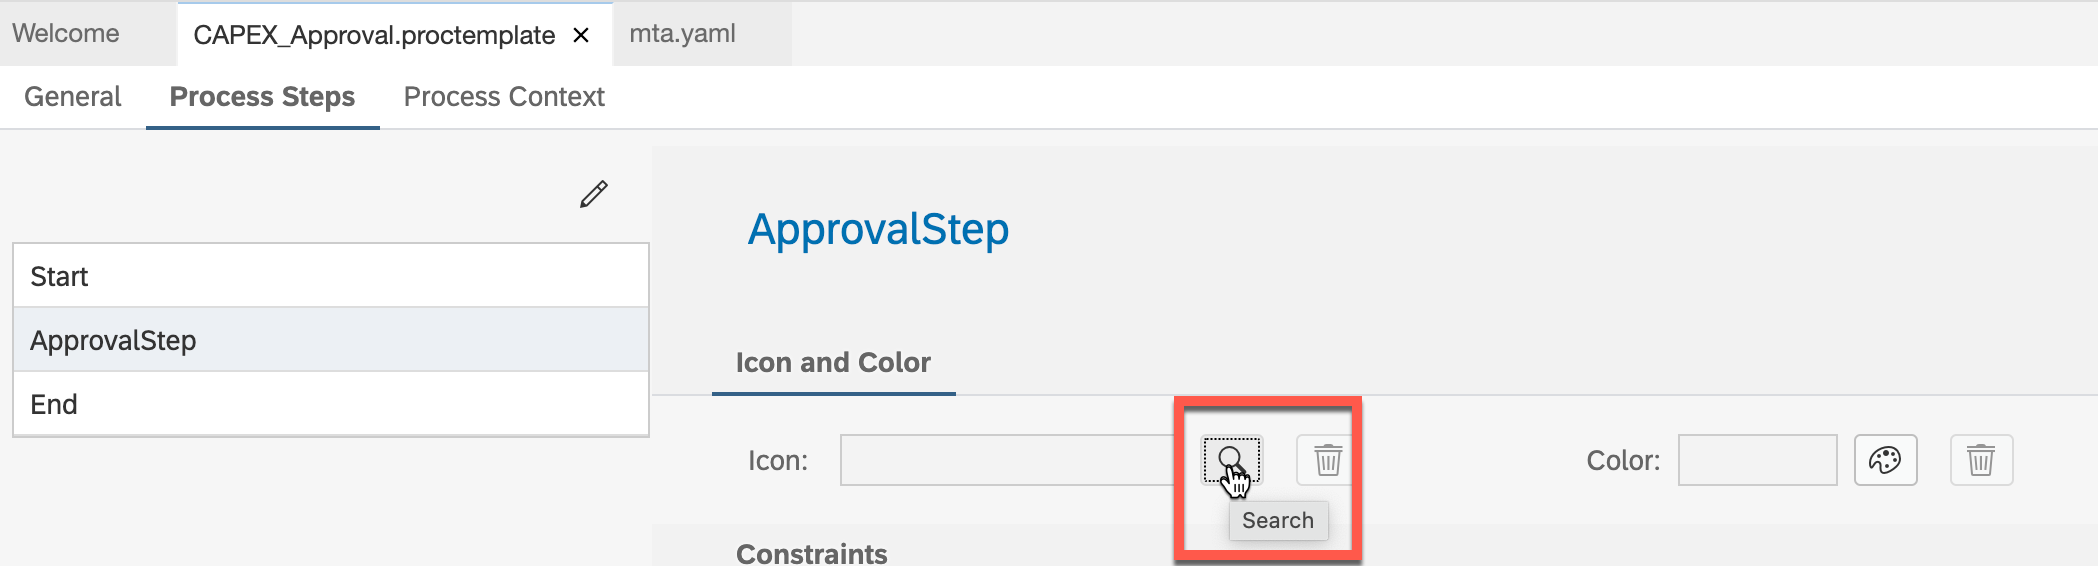 Welcome CAPEX_Approval.proctemplate mta.yaml
General Process Steps Process Context
ApprovalStep
Start
ApprovalStep
End
Icon and Color
Icon: Color:
Search
Constraints